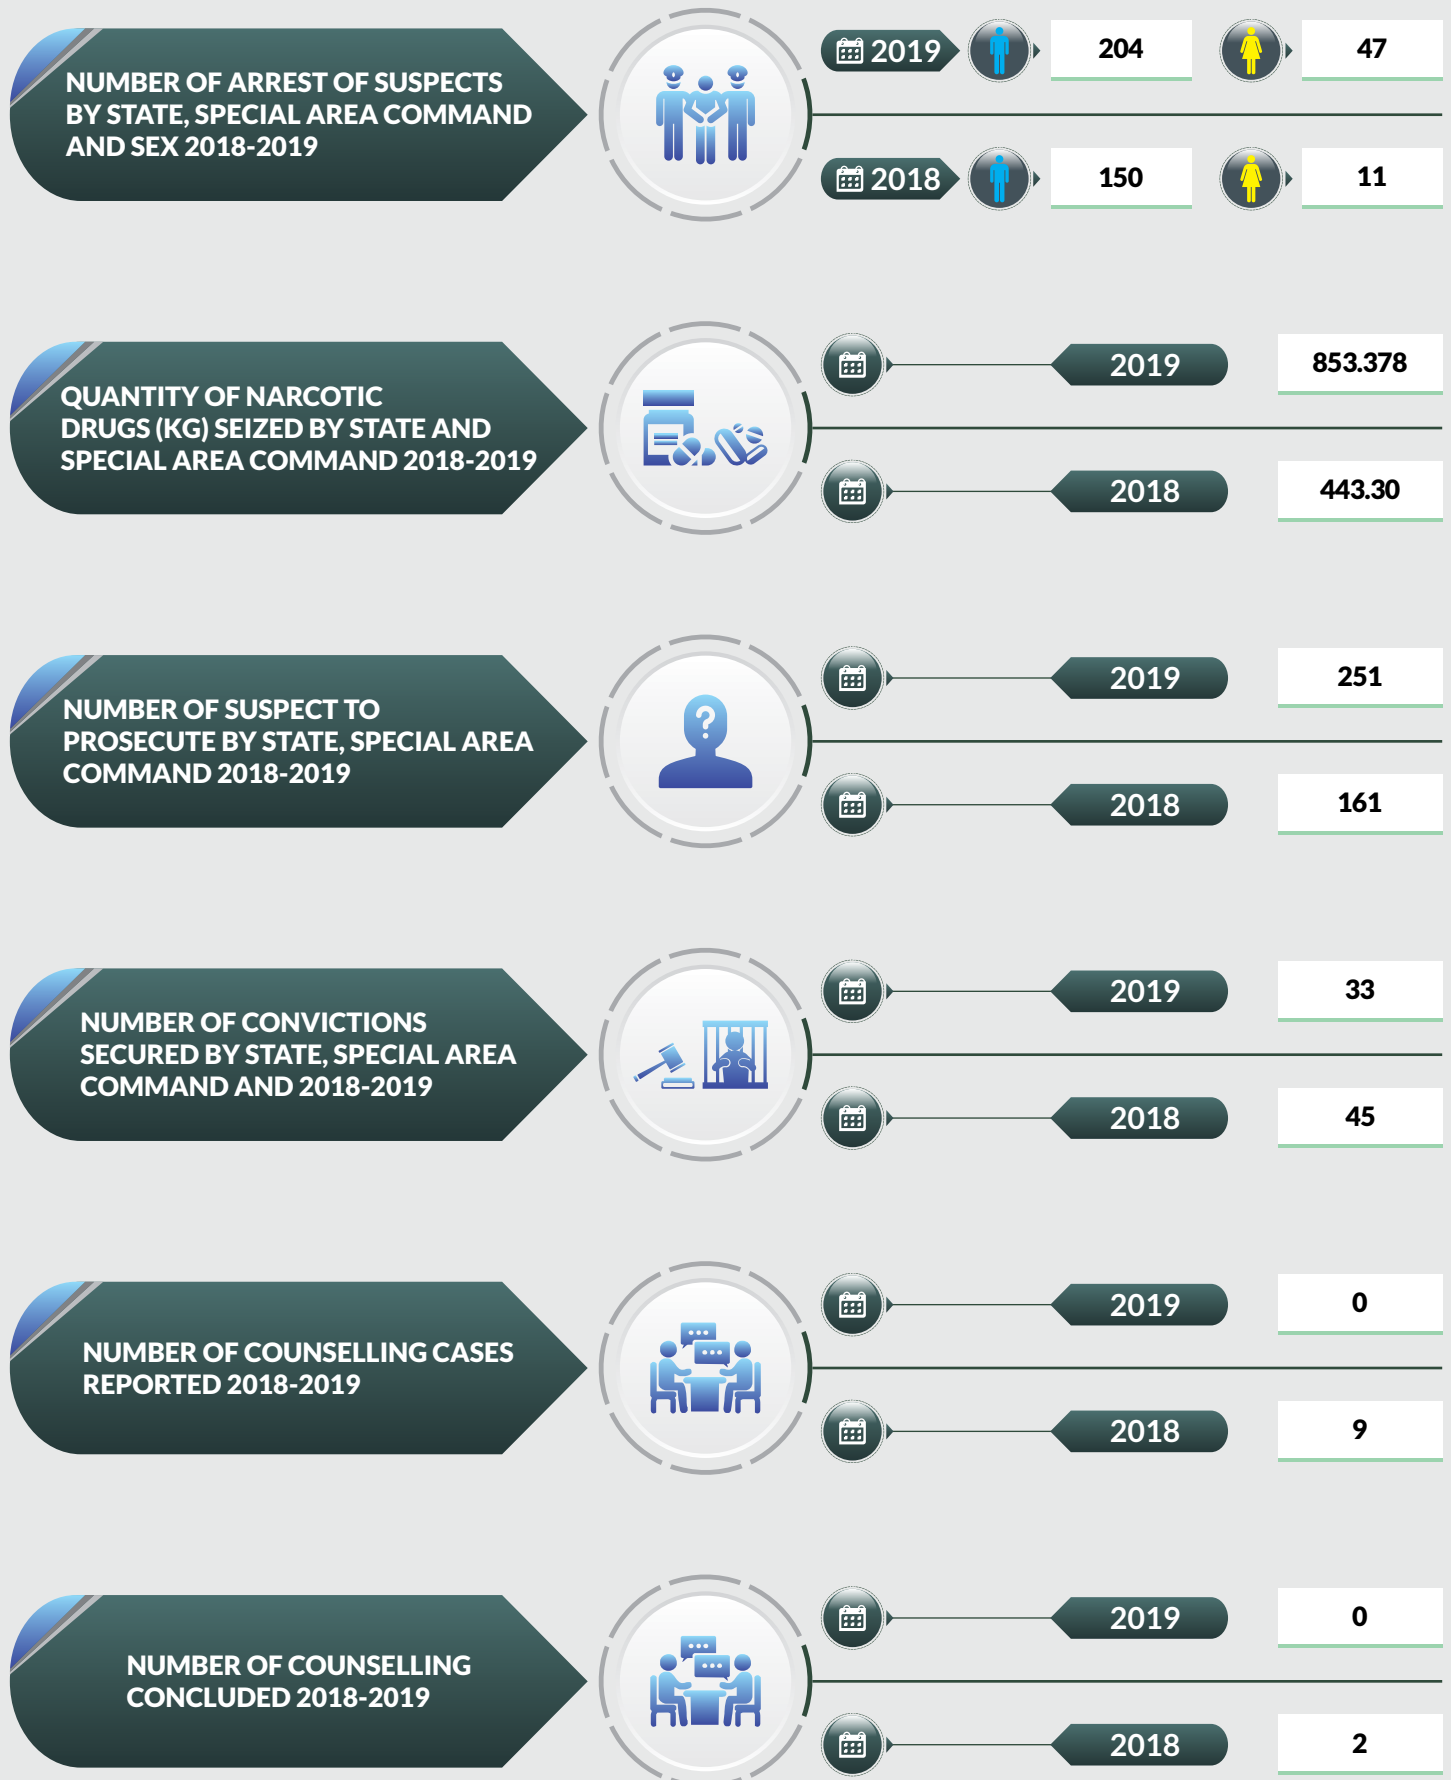 NUMBER OF ARREST OF SUSPECTS
BY STATE, SPECIAL AREA COMMAND
AND SEX 2018-2019
2019 204 47
2018 150 11
QUANTITY OF NARCOTIC
DRUGS (KG) SEIZED BY STATE AND
SPECIAL AREA COMMAND 2018-2019
2019 853.378
2018 443.30
NUMBER OF SUSPECT TO
PROSECUTE BY STATE, SPECIAL AREA
COMMAND 2018-2019
?
2019 251
2018 161
NUMBER OF CONVICTIONS
SECURED BY STATE, SPECIAL AREA
COMMAND AND 2018-2019
2019 33
2018 45
NUMBER OF COUNSELLING CASES
REPORTED 2018-2019
2019 0
2018 9
NUMBER OF COUNSELLING
CONCLUDED 2018-2019
2019 0
2018 2